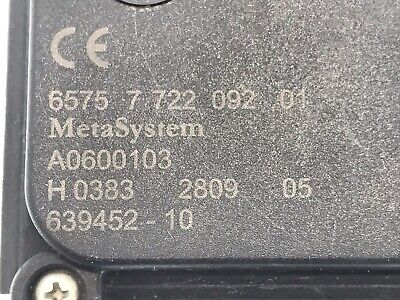 CE
6575 7 722 092 01
MetaSystem
A0600103
H 0383 2809 05
639452-10